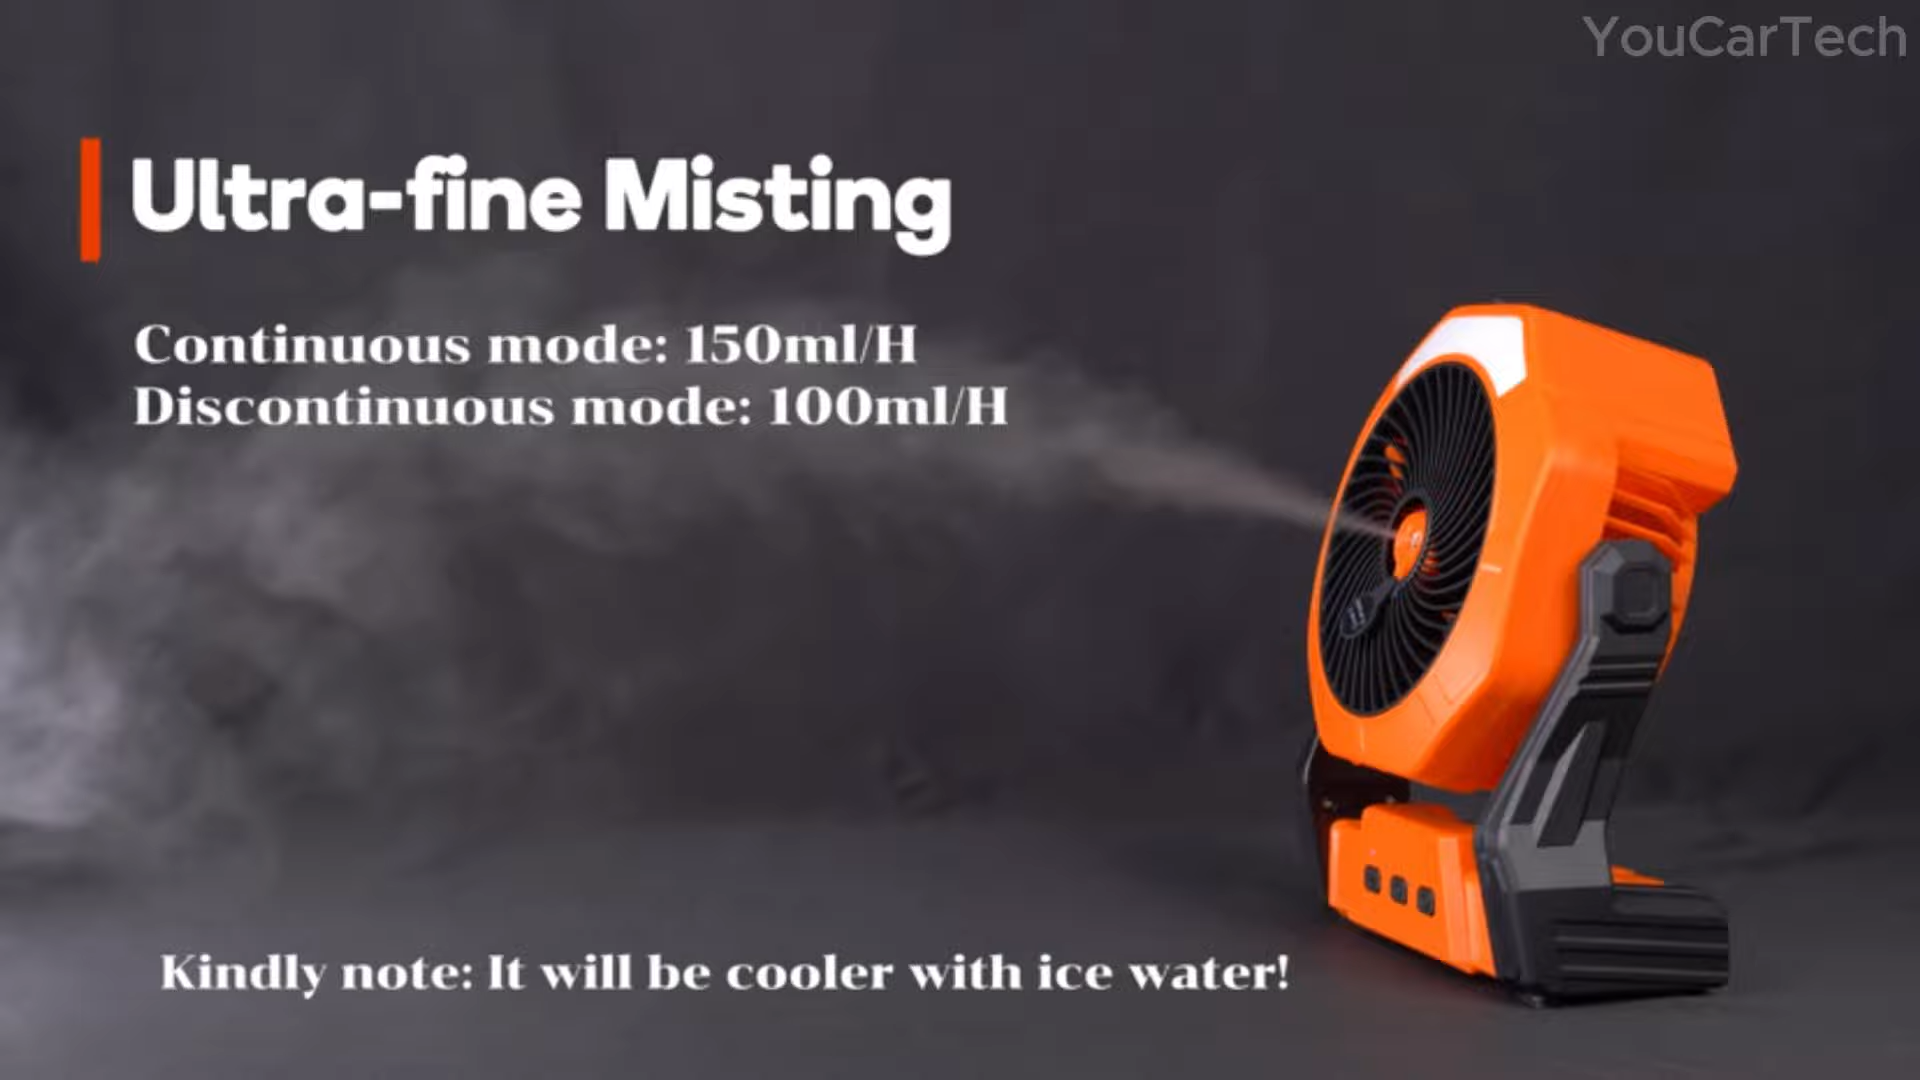 YouCarTech
Ultra-fine Misting
Continuous mode: 150ml/H
Discontinuous mode: 100ml/H
Kindly note: It will be cooler with ice water!